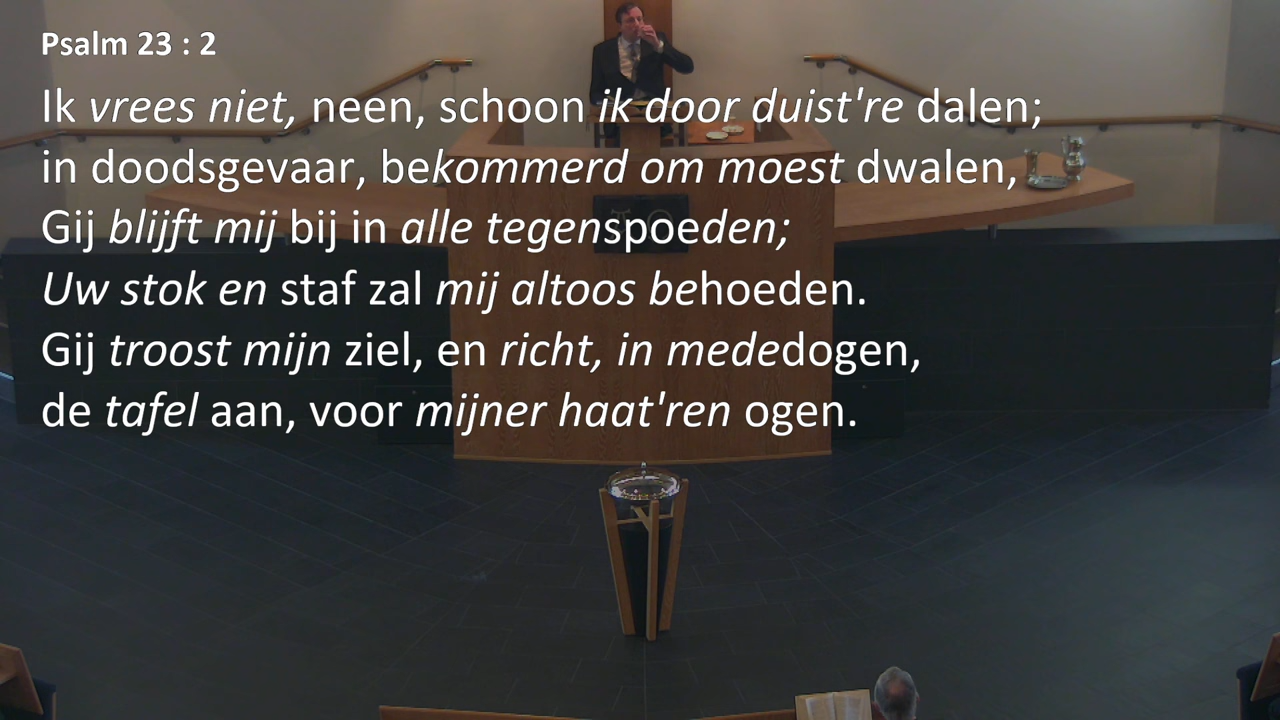 Psalm 23 : 2
Ik vrees niet, neen, schoon ik door duist're dalen;
in doodsgevaar, bekommerd om moest dwalen,
Gij blijft mij bij in alle tegenspoeden;
Uw stok en staf zal mij altoos behoeden.
Gij troost mijn ziel, en richt, in mededogen,
de tafel aan, voor mijner haat'ren ogen.